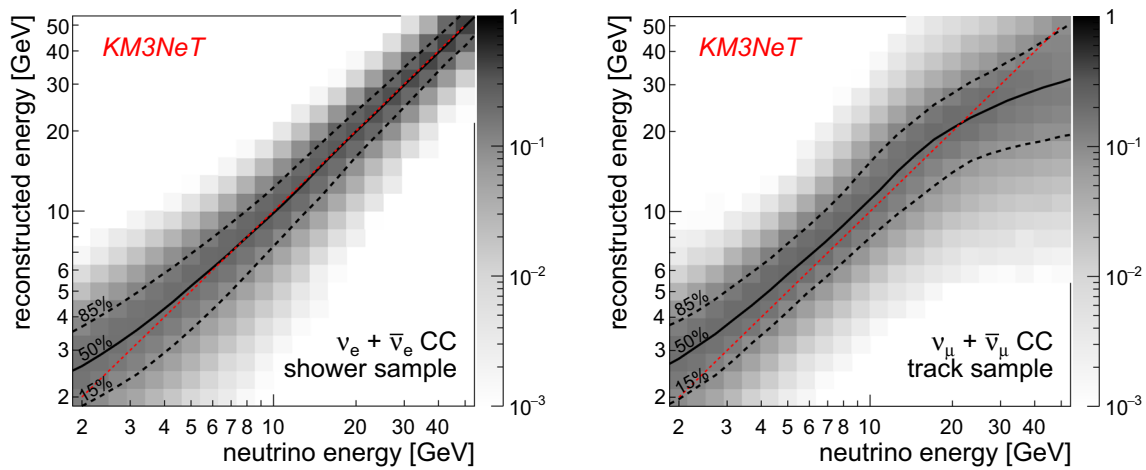 KM3NeT
reconstructed energy [GeV]
50
40
30
20
10
6
5
4
3
2
85%
50%
15%
νe + ν̅e CC
shower sample
2 3 4 5 6 7 8 10 20 30 40
neutrino energy [GeV]
1
10⁻¹
10⁻²
10⁻³
KM3NeT
reconstructed energy [GeV]
50
40
30
20
10
6
5
4
3
2
85%
50%
15%
νμ + ν̅μ CC
track sample
2 3 4 5 6 7 8 10 20 30 40
neutrino energy [GeV]
1
10⁻¹
10⁻²
10⁻³